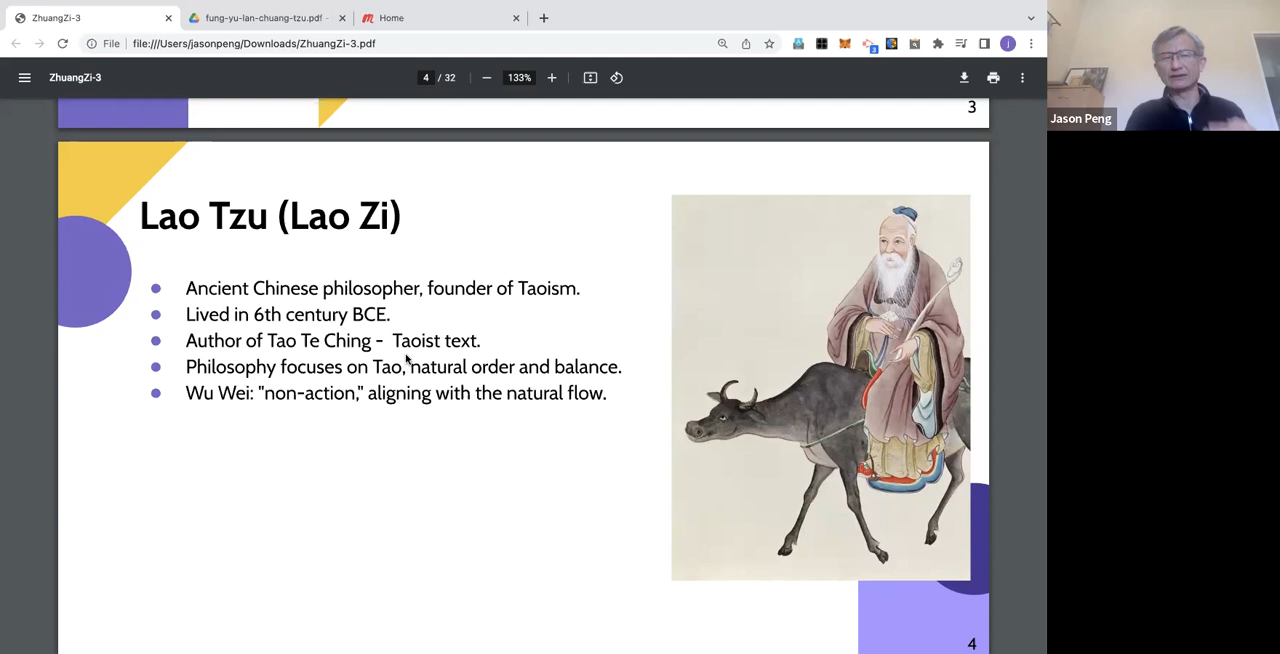 ZhuangZi-3
fung-yu-lan-chuang-tzu.pdf -
Home
File
file:///Users/jasonpeng/Downloads/ZhuangZi-3.pdf
3
j
ZhuangZi-3
4 / 32
133%
Jason Peng
3
Lao Tzu (Lao Zi)
Ancient Chinese philosopher, founder of Taoism.
Lived in 6th century BCE.
Author of Tao Te Ching -  Taoist text.
Philosophy focuses on Tao, natural order and balance.
Wu Wei: "non-action," aligning with the natural flow.
4